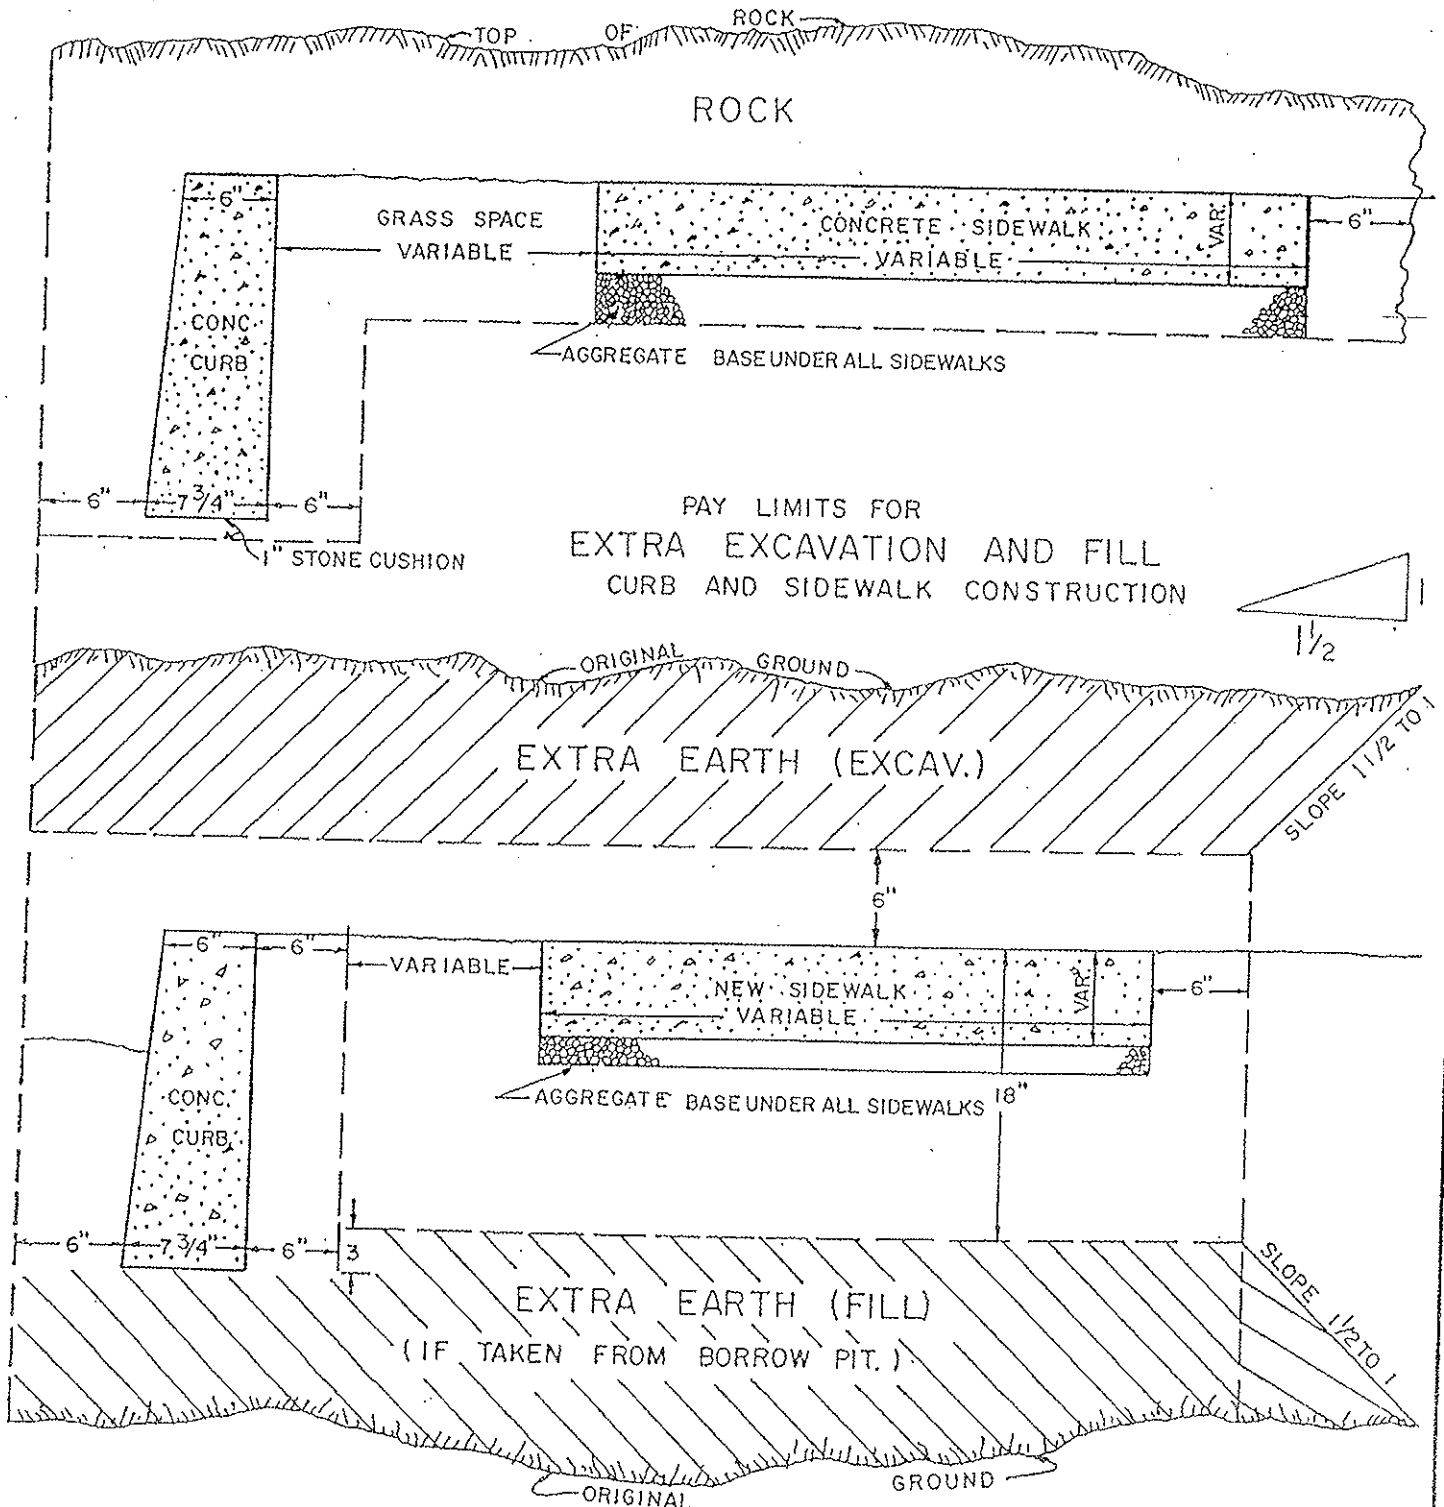 TOP OF ROCK
ROCK
6"
GRASS SPACE
VARIABLE
CONCRETE SIDEWALK
VARIABLE
VAR.
6"
CONC.
CURB
AGGREGATE BASE UNDER ALL SIDEWALKS
6" 7 3/4" 6"
1" STONE CUSHION
PAY LIMITS FOR
EXTRA EXCAVATION AND FILL
CURB AND SIDEWALK CONSTRUCTION
1
1 1/2
ORIGINAL GROUND
EXTRA EARTH (EXCAV.)
SLOPE 1 1/2 TO 1
6"
6" 6"
VARIABLE
NEW SIDEWALK
VARIABLE
VAR.
6"
AGGREGATE BASE UNDER ALL SIDEWALKS
18"
CONC.
CURB
6" 7 3/4" 6"
3
EXTRA EARTH (FILL)
(IF TAKEN FROM BORROW PIT.)
SLOPE 1 1/2 TO 1
ORIGINAL GROUND